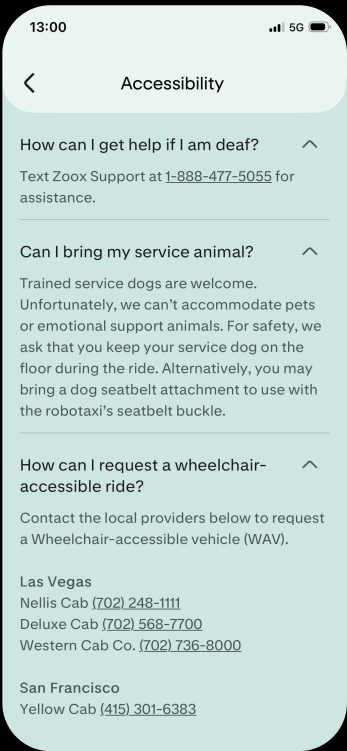 13:00
5G
Accessibility
How can I get help if I am deaf?
Text Zoox Support at 1-888-477-5055 for
assistance.
Can I bring my service animal?
Trained service dogs are welcome.
Unfortunately, we can’t accommodate pets
or emotional support animals. For safety, we
ask that you keep your service dog on the
floor during the ride. Alternatively, you may
bring a dog seatbelt attachment to use with
the robotaxi’s seatbelt buckle.
How can I request a wheelchair-
accessible ride?
Contact the local providers below to request
a Wheelchair-accessible vehicle (WAV).
Las Vegas
Nellis Cab (702) 248-1111
Deluxe Cab (702) 568-7700
Western Cab Co. (702) 736-8000
San Francisco
Yellow Cab (415) 301-6383